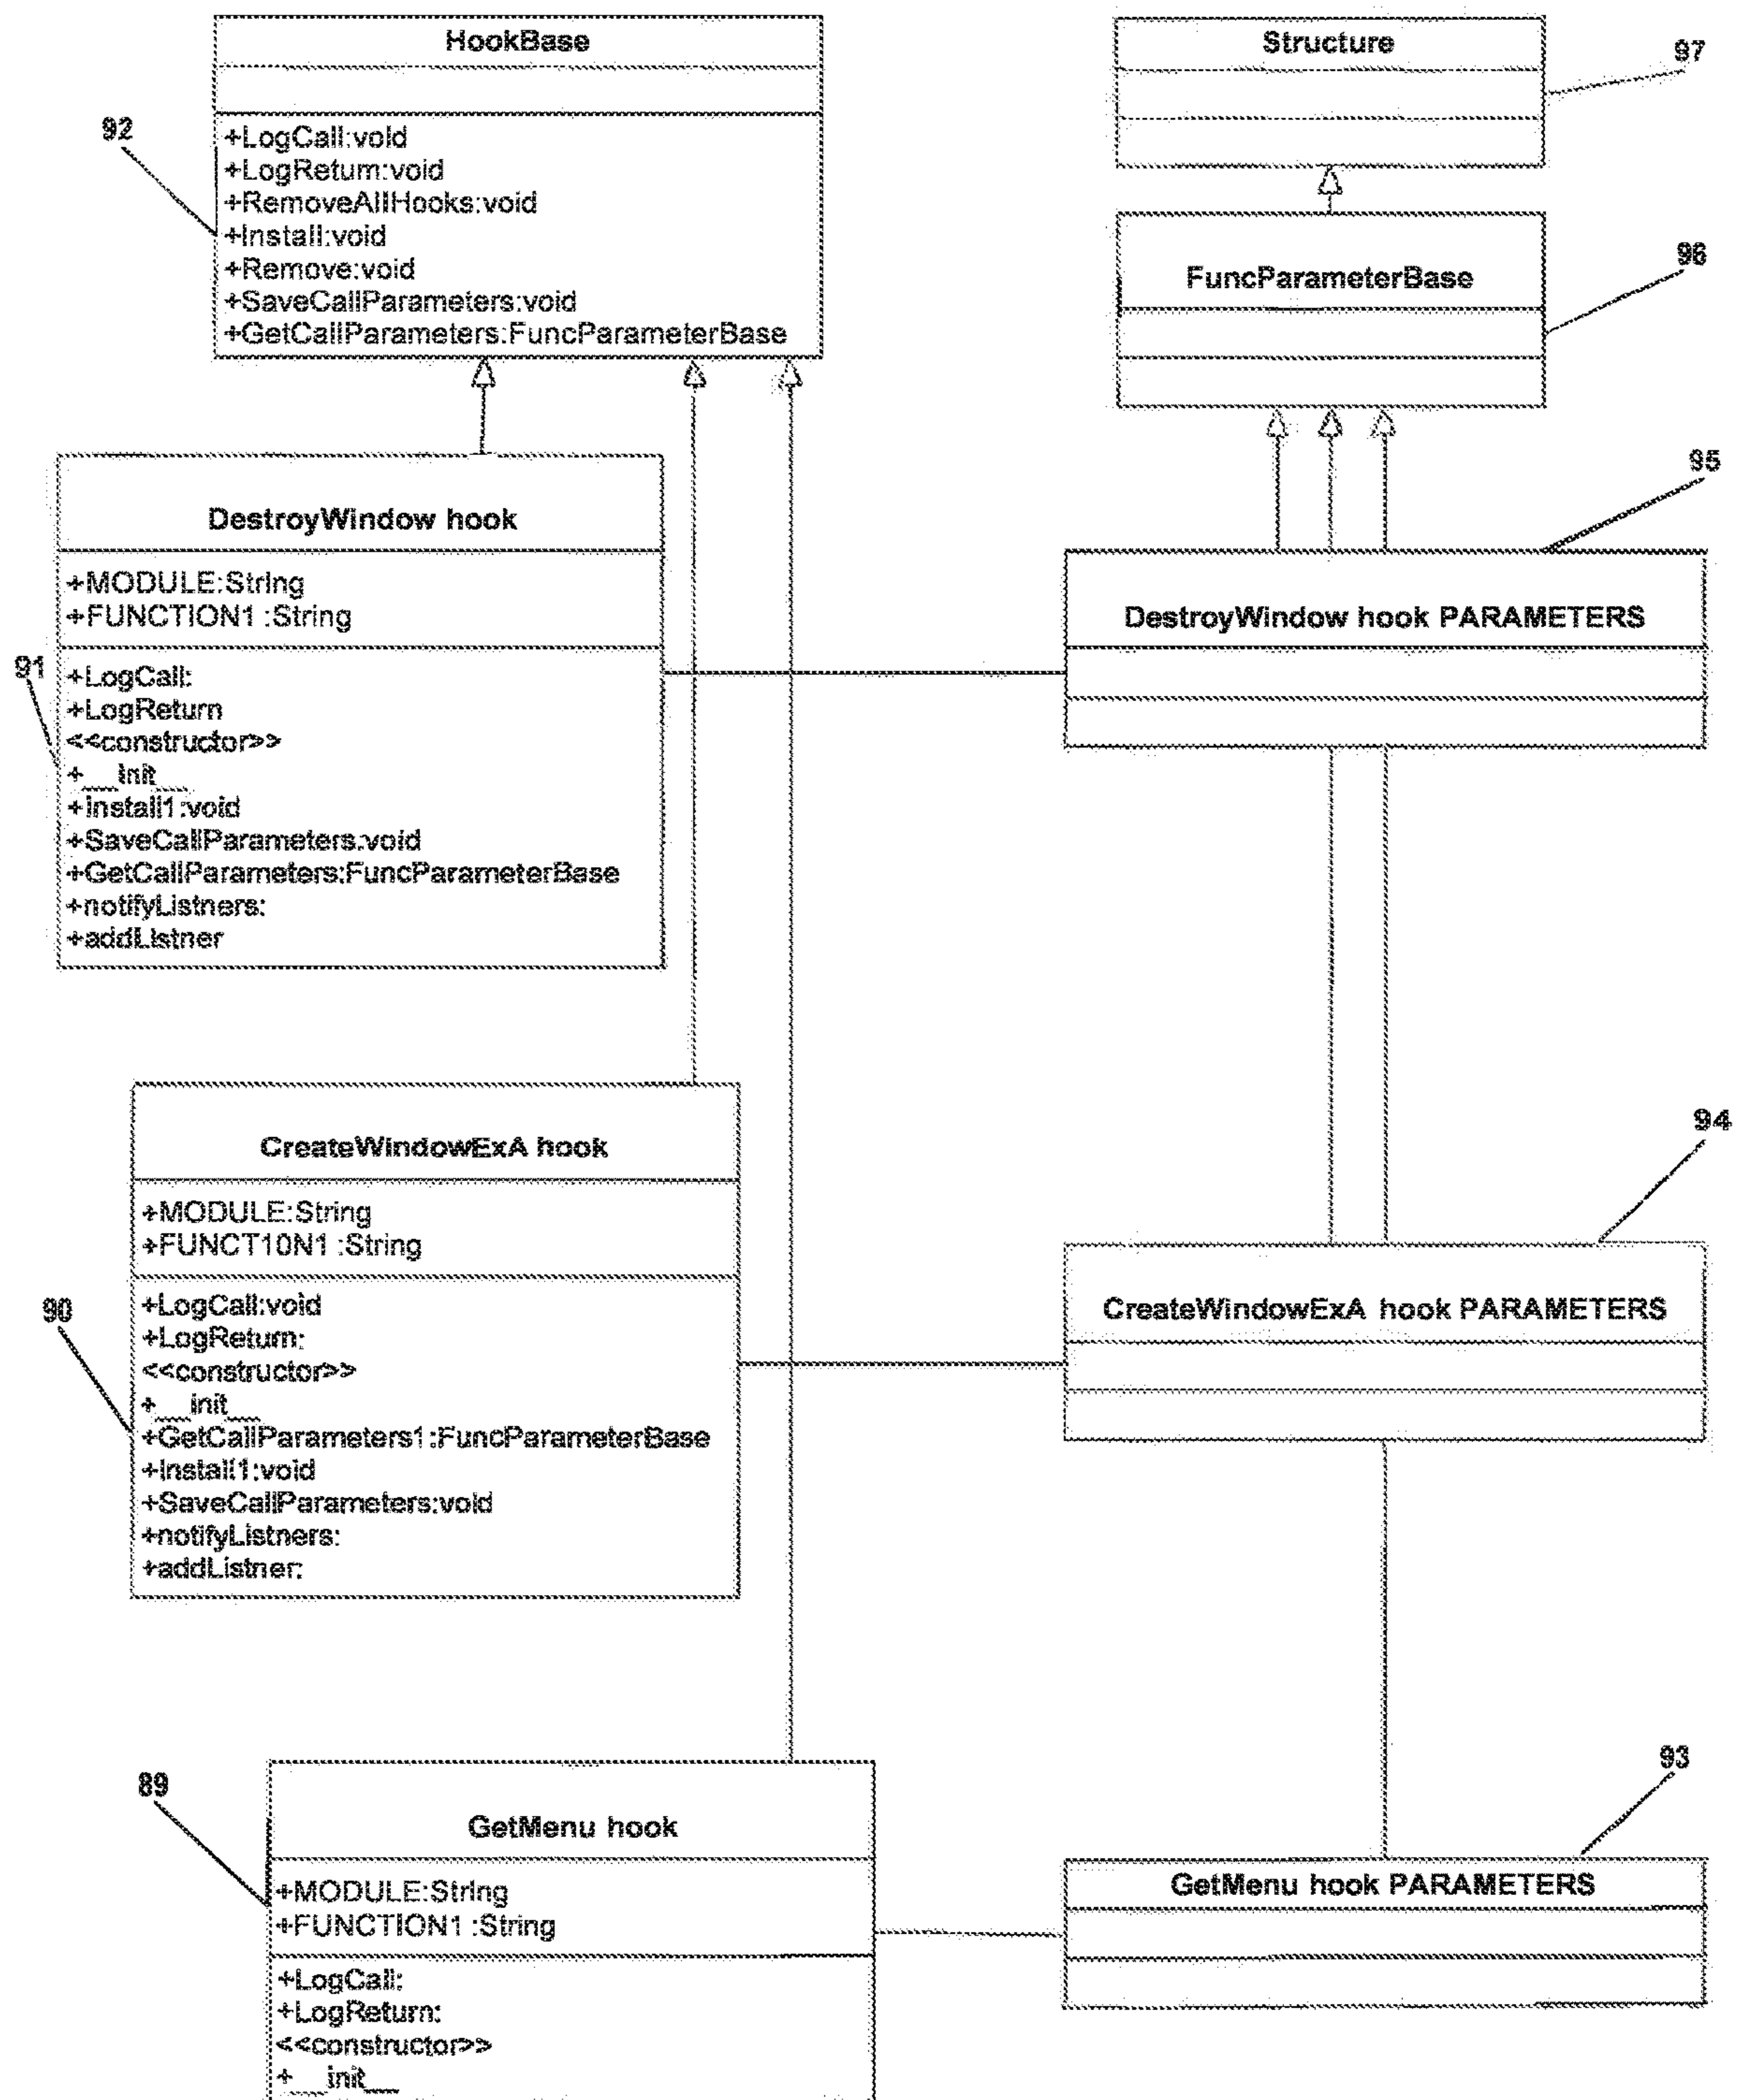 HookBase
92
+LogCall:void
+LogReturn:void
+RemoveAllHooks:void
+Install:void
+Remove:void
+SaveCallParameters:void
+GetCallParameters:FuncParameterBase
Structure
97
FuncParameterBase
96
DestroyWindow hook
+MODULE:String
+FUNCTION1 :String
91
+LogCall:
+LogReturn
<<constructor>>
+__init__
+install1:void
+SaveCallParameters:void
+GetCallParameters:FuncParameterBase
+notifyListners:
+addListner
95
DestroyWindow hook PARAMETERS
CreateWindowExA hook
+MODULE:String
+FUNCT10N1 :String
90
+LogCall:void
+LogReturn:
<<constructor>>
+__init__
+GetCallParameters1:FuncParameterBase
+Install1:void
+SaveCallParameters:void
+notifyListners:
+addListner:
94
CreateWindowExA hook PARAMETERS
89
GetMenu hook
+MODULE:String
+FUNCTION1 :String
+LogCall:
+LogReturn:
<<constructor>>
+__init__
93
GetMenu hook PARAMETERS